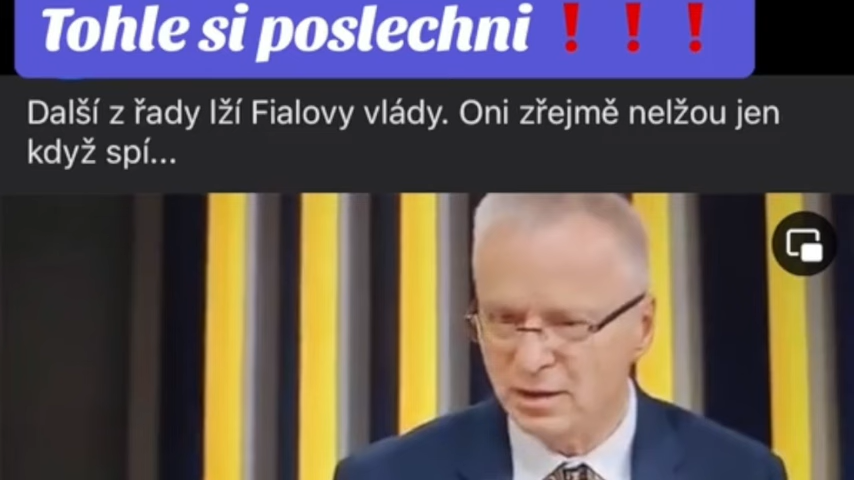 Tohle si poslechni ❗❗❗
Další z řady lží Fialovy vlády. Oni zřejmě nelžou jen
když spí...